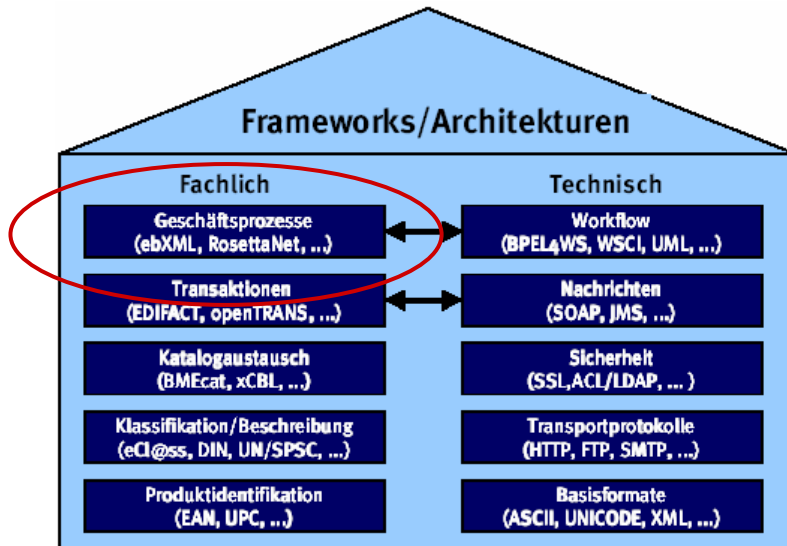 Frameworks/Architekturen
Fachlich
Geschäftsprozesse
(ebXML, RosettaNet, ...)
Transaktionen
(EDIFACT, openTRANS, ...)
Katalogaustausch
(BMEcat, xCBL, ...)
Klassifikation/Beschreibung
(eCl@ss, DIN, UN/SPSC, ...)
Produktidentifikation
(EAN, UPC, ...)
Technisch
Workflow
(BPEL4WS, WSCI, UML, ...)
Nachrichten
(SOAP, JMS, ...)
Sicherheit
(SSL,ACL/LDAP, ... )
Transportprotokolle
(HTTP, FTP, SMTP, ...)
Basisformate
(ASCII, UNICODE, XML, ...)